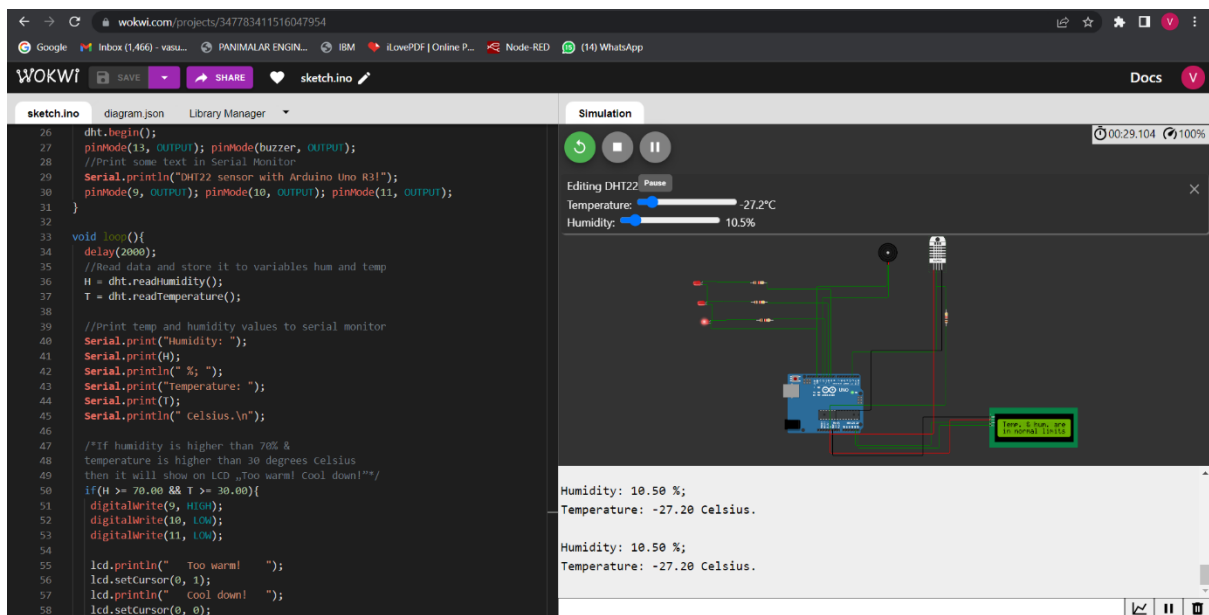 wokwi.com/projects/347783411516047954
V
Google Inbox (1,466) - vasu... PANIMALAR ENGIN... IBM iLovePDF | Online P... Node-RED (14) WhatsApp
WOKWI SAVE SHARE sketch.ino Docs V
sketch.ino diagram.json Library Manager
Simulation
26 dht.begin();
27 pinMode(13, OUTPUT); pinMode(buzzer, OUTPUT);
28 //Print some text in Serial Monitor
29 Serial.println("DHT22 sensor with Arduino Uno R3!");
30 pinMode(9, OUTPUT); pinMode(10, OUTPUT); pinMode(11, OUTPUT);
31 }
32
33 void loop(){
34 delay(2000);
35 //Read data and store it to variables hum and temp
36 H = dht.readHumidity();
37 T = dht.readTemperature();
38
39 //Print temp and humidity values to serial monitor
40 Serial.print("Humidity: ");
41 Serial.print(H);
42 Serial.println(" %; ");
43 Serial.print("Temperature: ");
44 Serial.print(T);
45 Serial.println(" Celsius.\n");
46
47 /*If humidity is higher than 70% &
48 temperature is higher than 30 degrees Celsius
49 then it will show on LCD „Too warm! Cool down!”*/
50 if(H >= 70.00 && T >= 30.00){
51 digitalWrite(9, HIGH);
52 digitalWrite(10, LOW);
53 digitalWrite(11, LOW);
54
55 lcd.println("   Too warm!    ");
56 lcd.setCursor(0, 1);
57 lcd.println("   Cool down!   ");
58 lcd.setCursor(0, 0);
00:29.104 100%
Editing DHT22 Pause
Temperature: -27.2°C
Humidity: 10.5%
UNO
Temp. & hum. are
in normal limits
Humidity: 10.50 %;
Temperature: -27.20 Celsius.
Humidity: 10.50 %;
Temperature: -27.20 Celsius.